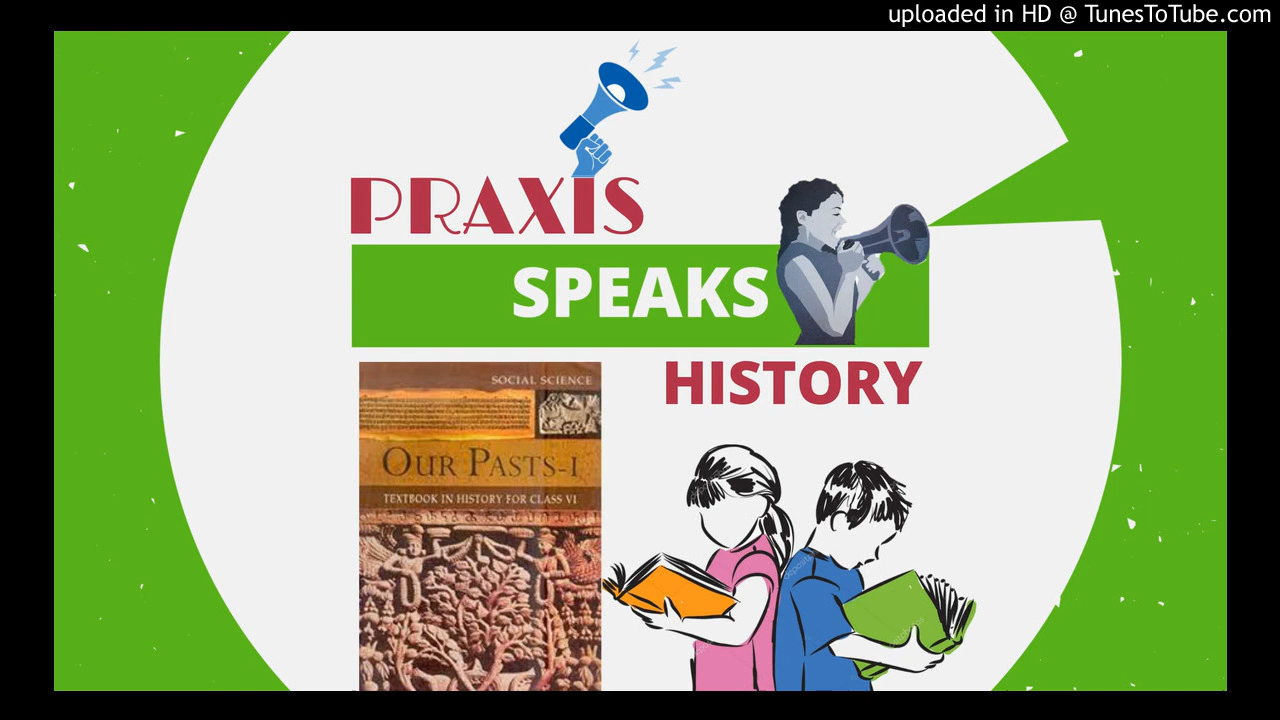 uploaded in HD @ TunesToTube.com
PRAXIS
SPEAKS
HISTORY
SOCIAL SCIENCE
OUR PASTS-I
TEXTBOOK IN HISTORY FOR CLASS VI